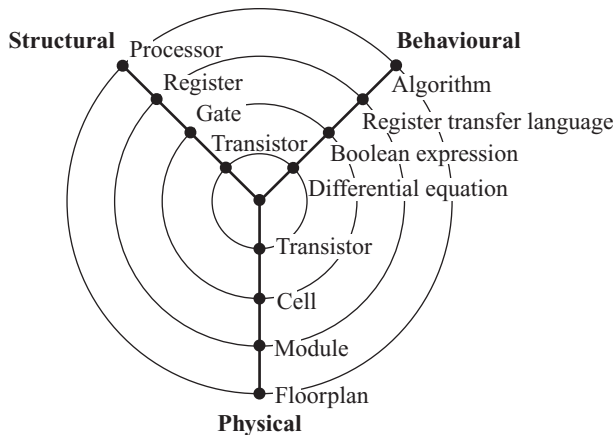 Structural
Behavioural
Processor
Algorithm
Register
Register transfer language
Gate
Boolean expression
Transistor
Differential equation
Transistor
Cell
Module
Floorplan
Physical